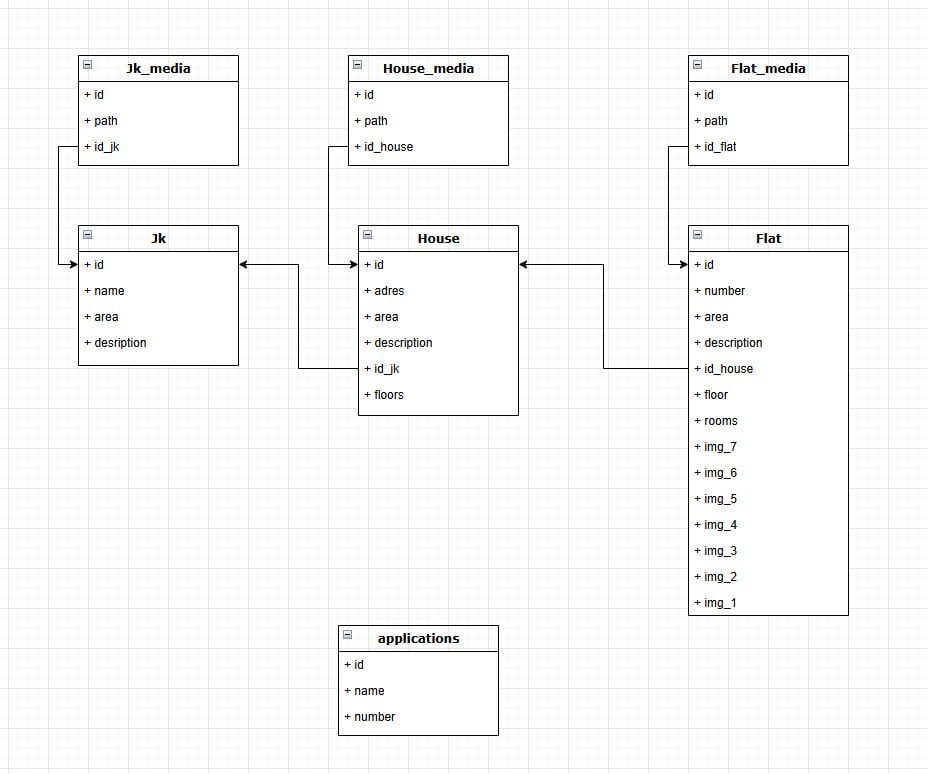 Jk_media
+ id
+ path
+ id_jk
House_media
+ id
+ path
+ id_house
Flat_media
+ id
+ path
+ id_flat
Jk
+ id
+ name
+ area
+ desription
House
+ id
+ adres
+ area
+ description
+ id_jk
+ floors
Flat
+ id
+ number
+ area
+ description
+ id_house
+ floor
+ rooms
+ img_7
+ img_6
+ img_5
+ img_4
+ img_3
+ img_2
+ img_1
applications
+ id
+ name
+ number